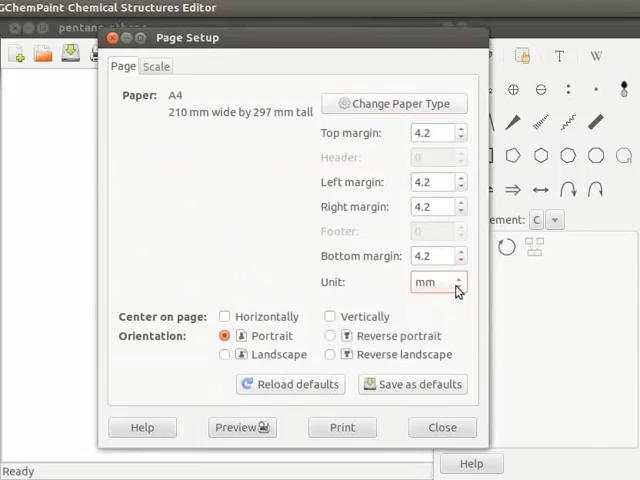 GChemPaint Chemical Structures Editor
Page Setup
Page Scale
Paper: A4
210 mm wide by 297 mm tall
Change Paper Type
Top margin: 4.2
Header: 0
Left margin: 4.2
Right margin: 4.2
Footer: 0
Bottom margin: 4.2
Unit: mm
Center on page: Horizontally Vertically
Orientation: Portrait Reverse portrait
Landscape Reverse landscape
Reload defaults Save as defaults
Help Preview Print Close
T W
ement: C
Ready
Help